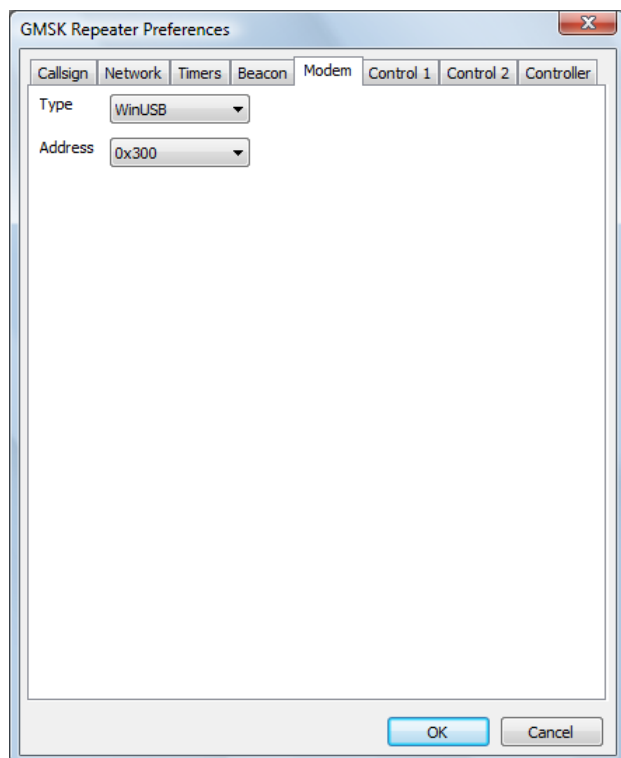 GMSK Repeater Preferences
Callsign Network Timers Beacon Modem Control 1 Control 2 Controller
Type WinUSB
Address 0x300
OK Cancel